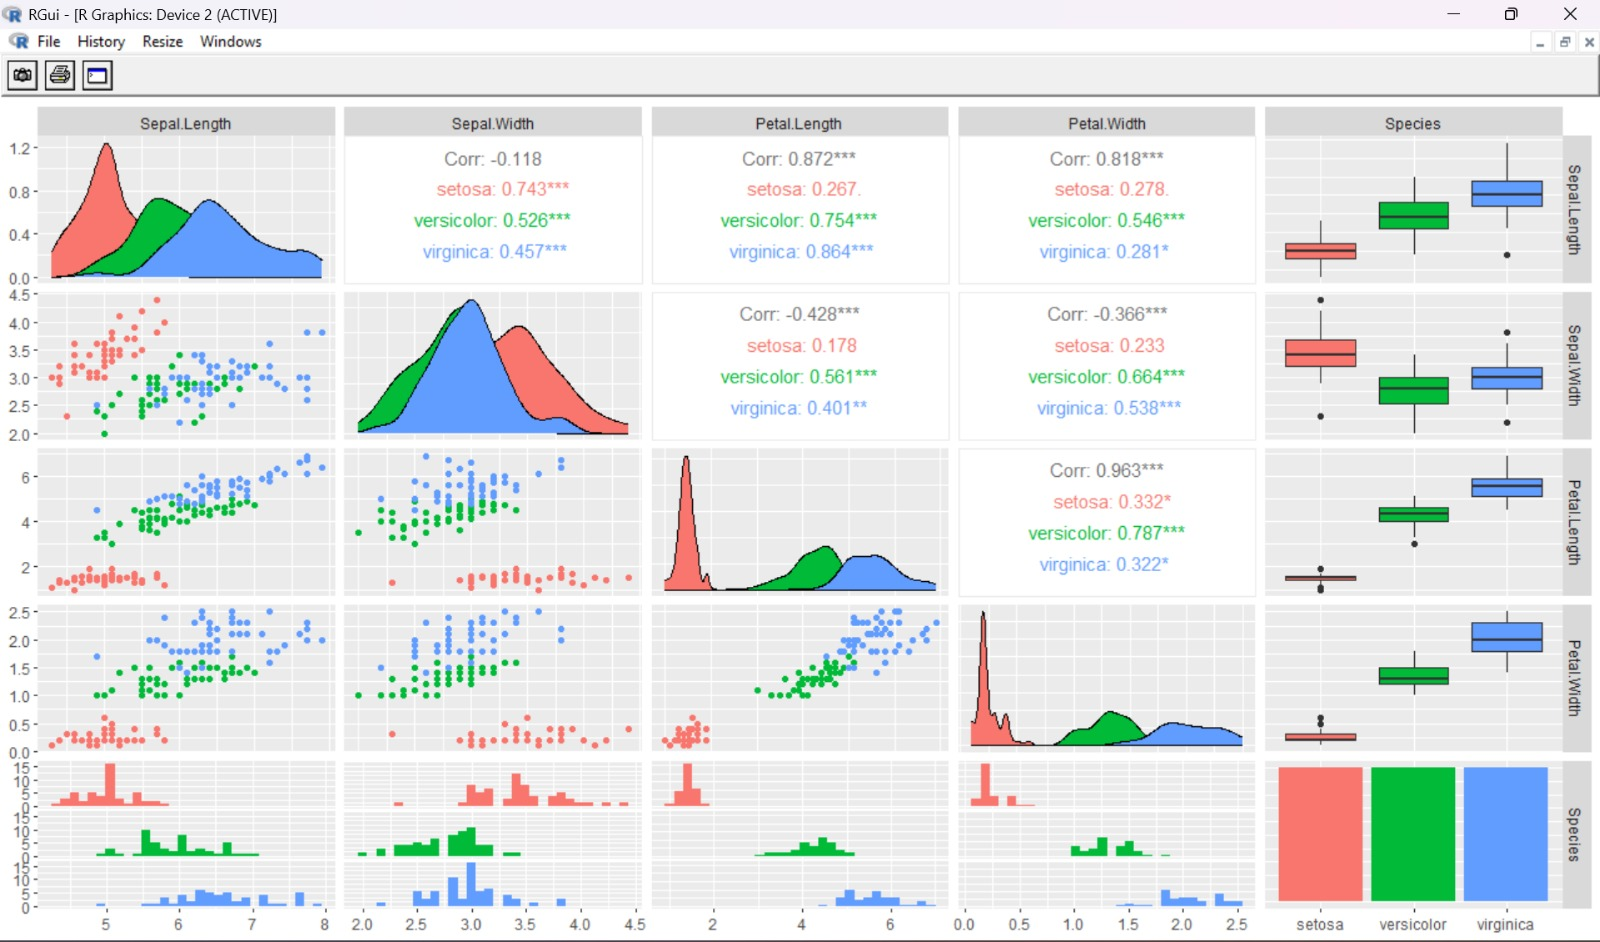 RGui - [R Graphics: Device 2 (ACTIVE)]
File History Resize Windows
Sepal.Length Sepal.Width Petal.Length Petal.Width Species
1.2
0.8
0.4
0.0
Corr: -0.118
setosa: 0.743***
versicolor: 0.526***
virginica: 0.457***
Corr: 0.872***
setosa: 0.267.
versicolor: 0.754***
virginica: 0.864***
Corr: 0.818***
setosa: 0.278.
versicolor: 0.546***
virginica: 0.281*
Sepal.Length
4.5
4.0
3.5
3.0
2.5
2.0
Corr: -0.428***
setosa: 0.178
versicolor: 0.561***
virginica: 0.401**
Corr: -0.366***
setosa: 0.233
versicolor: 0.664***
virginica: 0.538***
Sepal.Width
6
4
2
Corr: 0.963***
setosa: 0.332*
versicolor: 0.787***
virginica: 0.322*
Petal.Length
2.5
2.0
1.5
1.0
0.5
0.0
Petal.Width
15
10
5
0
15
10
5
0
15
10
5
0
Species
5 6 7 8 2.0 2.5 3.0 3.5 4.0 4.5 2 4 6 0.0 0.5 1.0 1.5 2.0 2.5 setosa versicolor virginica